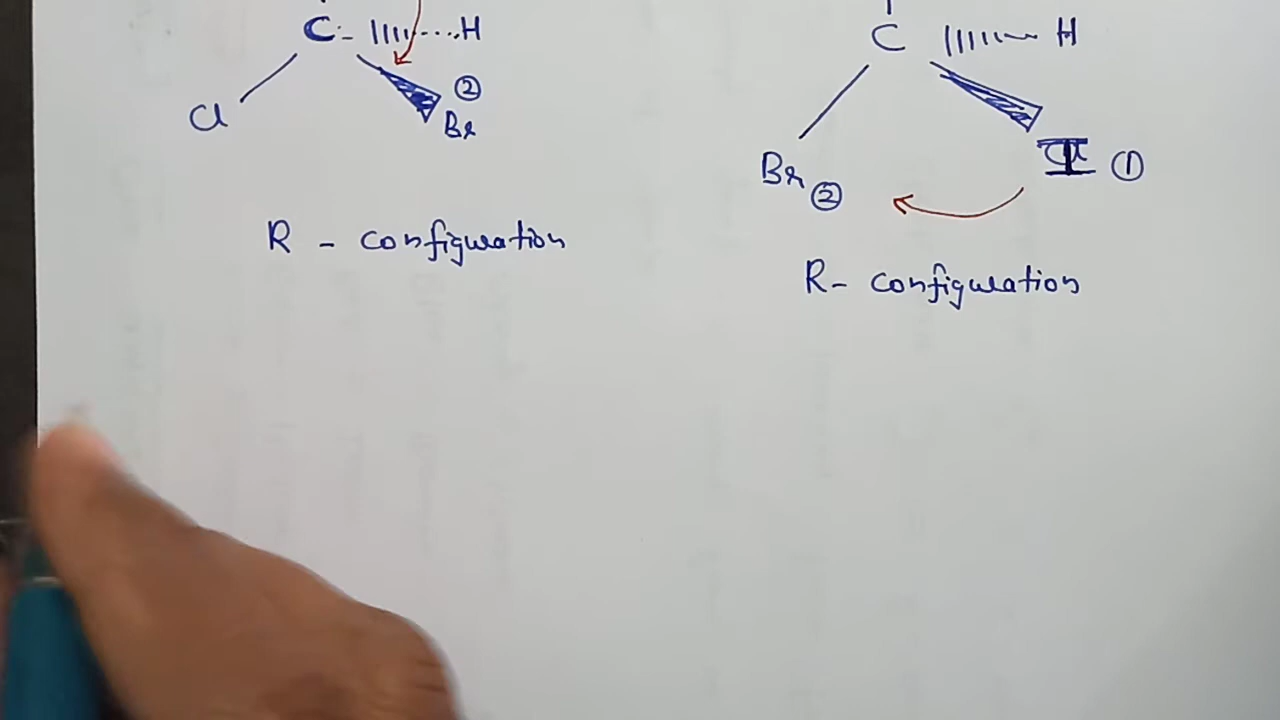 C H
C H
Cl Br ②
Br ② I ①
R - configuration
R- configuration